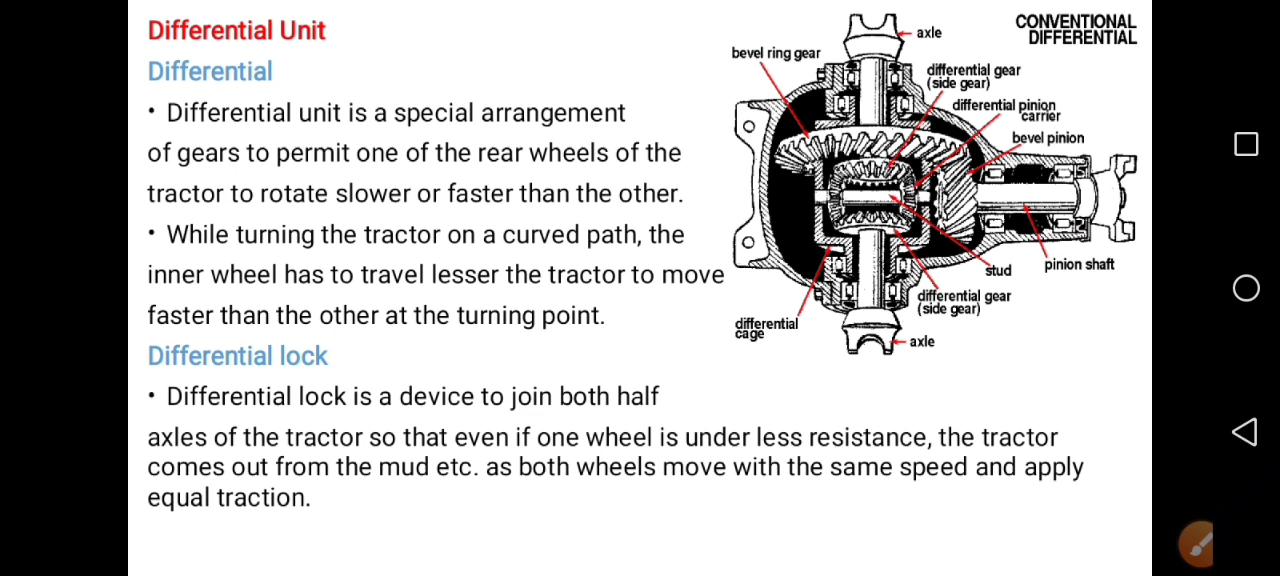 Differential Unit
Differential
• Differential unit is a special arrangement
of gears to permit one of the rear wheels of the
tractor to rotate slower or faster than the other.
• While turning the tractor on a curved path, the
inner wheel has to travel lesser the tractor to move
faster than the other at the turning point.
Differential lock
• Differential lock is a device to join both half
axles of the tractor so that even if one wheel is under less resistance, the tractor
comes out from the mud etc. as both wheels move with the same speed and apply
equal traction.
CONVENTIONAL
DIFFERENTIAL
axle
bevel ring gear
differential gear
(side gear)
differential pinion
carrier
bevel pinion
stud
pinion shaft
differential gear
(side gear)
differential
cage
axle